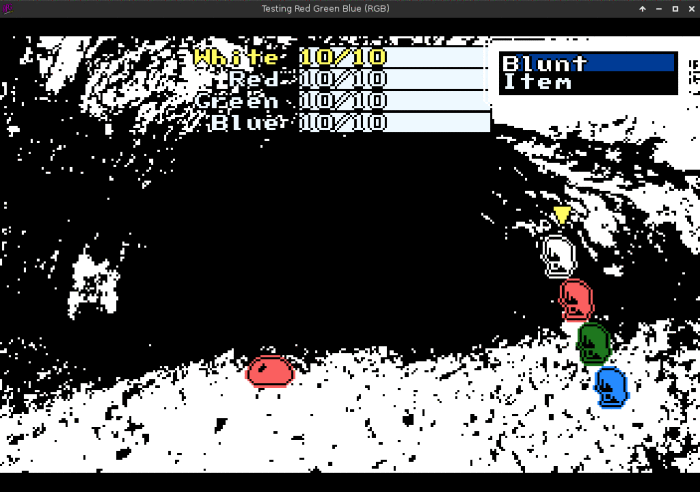 Testing Red Green Blue (RGB)
White 10/10
Red 10/10
Green 10/10
Blue 10/10
Blunt
Item